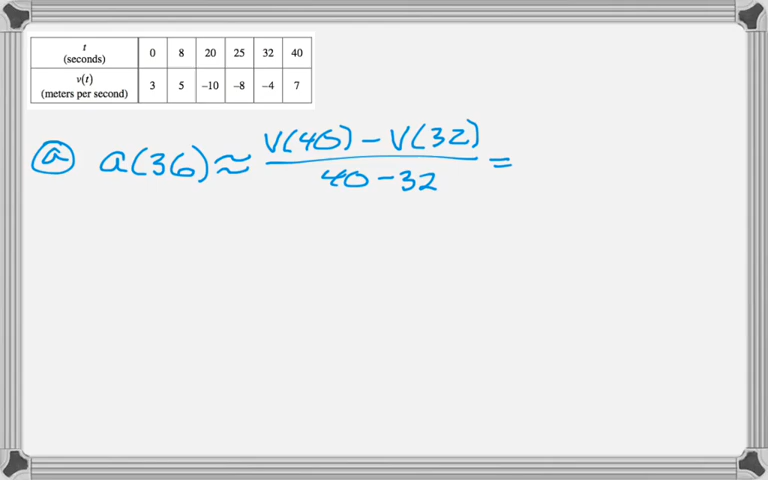 t (seconds) 0 8 20 25 32 40
v(t) (meters per second) 3 5 −10 −8 −4 7
ⓐ a(36) ≈ v(40) − v(32) / 40 − 32 =